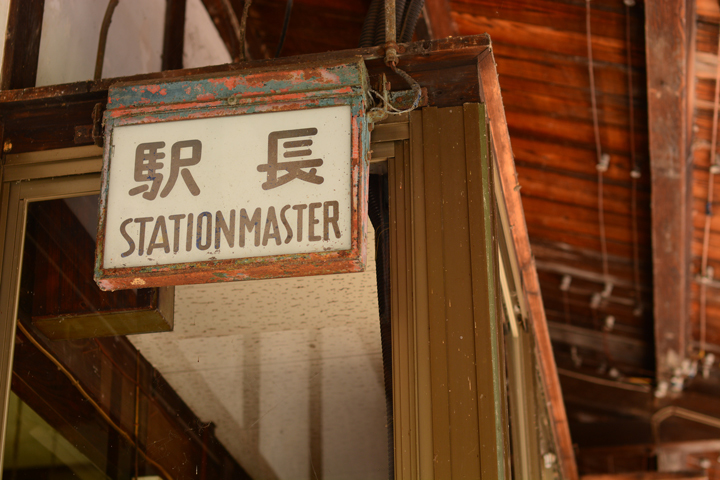 駅 長
STATIONMASTER